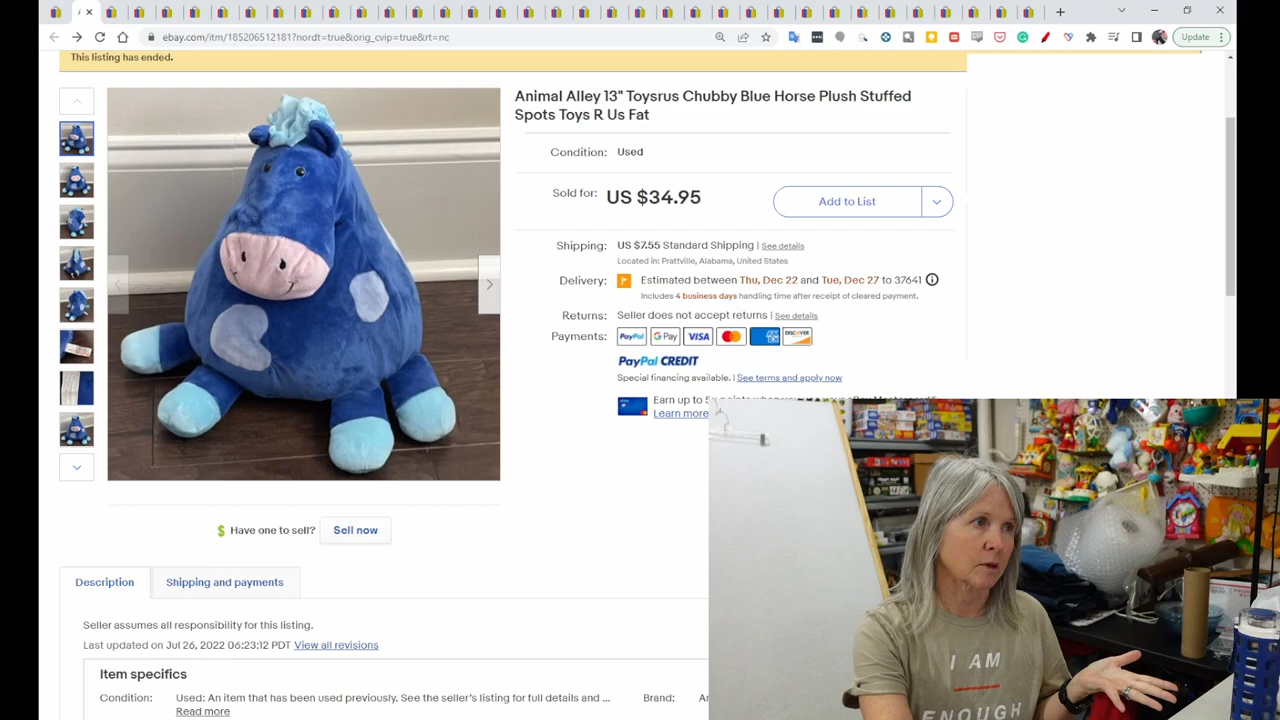 ebay.com/itm/185206512181?nordt=true&orig_cvip=true&rt=nc
Update
This listing has ended.
Animal Alley 13" Toysrus Chubby Blue Horse Plush Stuffed
Spots Toys R Us Fat
Condition: Used
Sold for: US $34.95
Add to List
Shipping: US $7.55 Standard Shipping | See details
Located in: Prattville, Alabama, United States
Delivery: Estimated between Thu, Dec 22 and Tue, Dec 27 to 37641
Includes 4 business days handling time after receipt of cleared payment.
Returns: Seller does not accept returns | See details
Payments: PayPal G Pay VISA
DISCOVER
PayPal CREDIT
Special financing available. | See terms and apply now
Learn more
Have one to sell? Sell now
Description
Shipping and payments
Seller assumes all responsibility for this listing.
Last updated on Jul 26, 2022 06:23:12 PDT View all revisions
Item specifics
Condition: Used: An item that has been used previously. See the seller's listing for full details and ... Brand:
Read more
I AM
ENOUGH